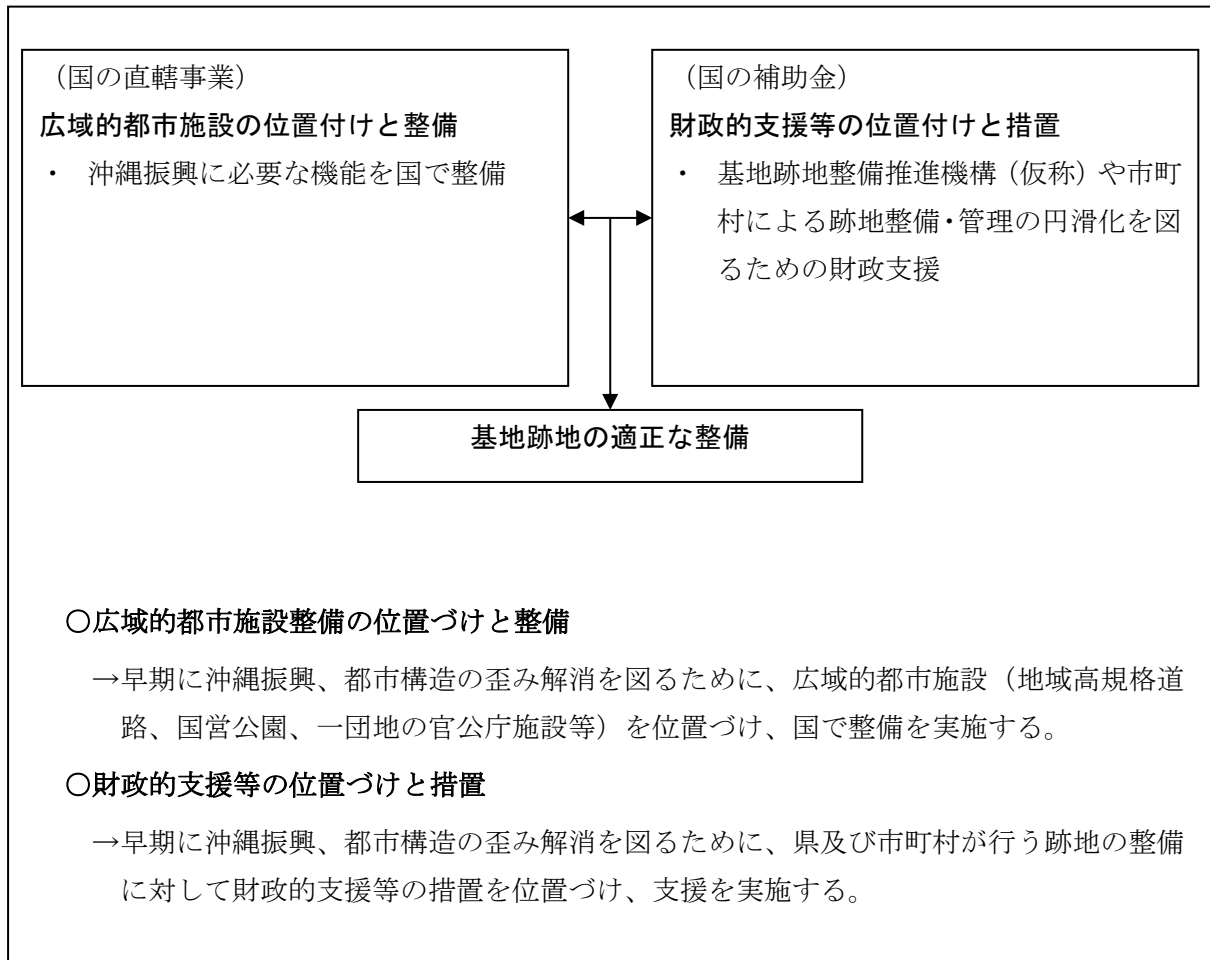 （国の直轄事業）
広域的都市施設の位置付けと整備
・ 沖縄振興に必要な機能を国で整備
（国の補助金）
財政的支援等の位置付けと措置
・ 基地跡地整備推進機構（仮称）や市町
村による跡地整備・管理の円滑化を図
るための財政支援
基地跡地の適正な整備
○広域的都市施設整備の位置づけと整備
→早期に沖縄振興、都市構造の歪み解消を図るために、広域的都市施設（地域高規格道
路、国営公園、一団地の官公庁施設等）を位置づけ、国で整備を実施する。
○財政的支援等の位置づけと措置
→早期に沖縄振興、都市構造の歪み解消を図るために、県及び市町村が行う跡地の整備
に対して財政的支援等の措置を位置づけ、支援を実施する。